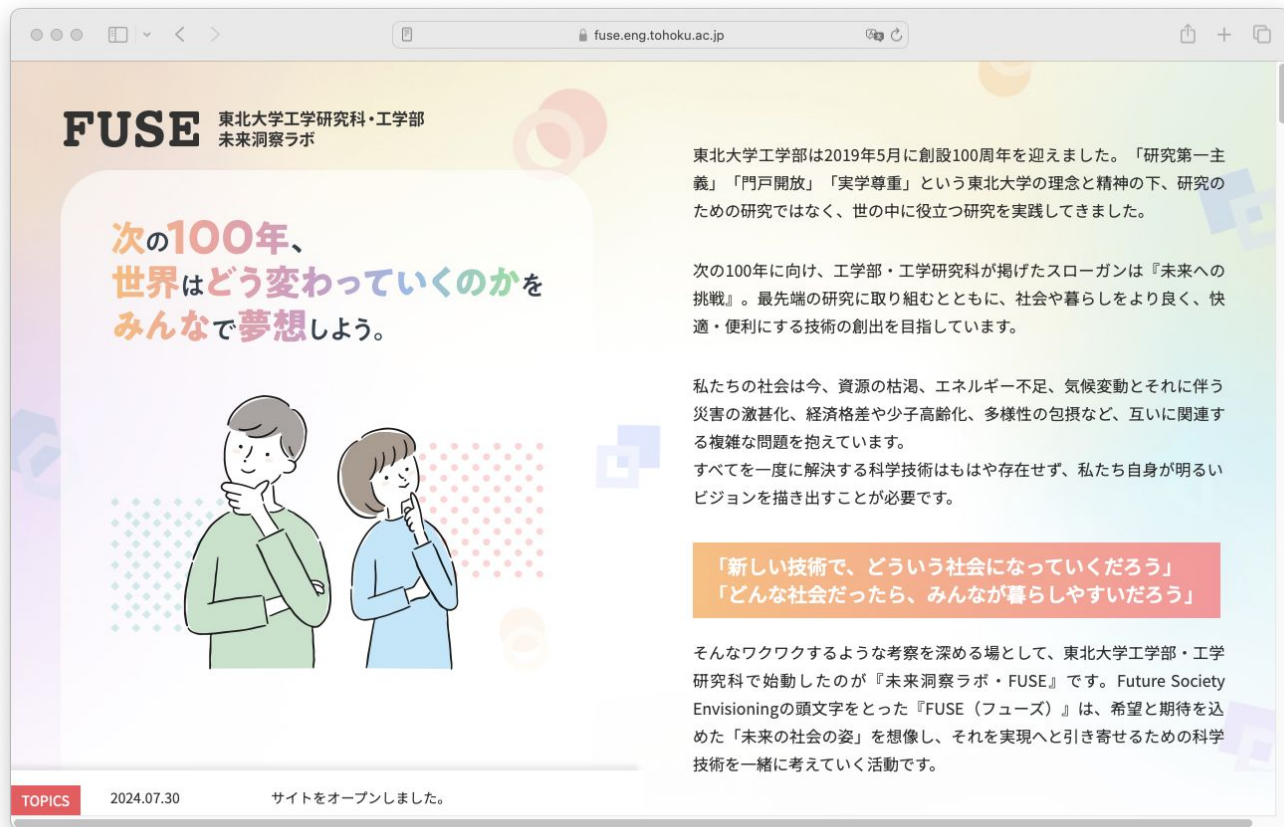 fuse.eng.tohoku.ac.jp
FUSE
東北大学工学研究科・工学部
未来洞察ラボ
次の100年、
世界はどう変わっていくのかを
みんなで夢想しよう。
TOPICS
2024.07.30
サイトをオープンしました。
東北大学工学部は2019年5月に創設100周年を迎えました。「研究第一主
義」「門戸開放」「実学尊重」という東北大学の理念と精神の下、研究の
ための研究ではなく、世の中に役立つ研究を実践してきました。
次の100年に向け、工学部・工学研究科が掲げたスローガンは『未来への
挑戦』。最先端の研究に取り組むとともに、社会や暮らしをより良く、快
適・便利にする技術の創出を目指しています。
私たちの社会は今、資源の枯渇、エネルギー不足、気候変動とそれに伴う
災害の激甚化、経済格差や少子高齢化、多様性の包摂など、互いに関連す
る複雑な問題を抱えています。
すべてを一度に解決する科学技術はもはや存在せず、私たち自身が明るい
ビジョンを描き出すことが必要です。
「新しい技術で、どういう社会になっていくだろう」
「どんな社会だったら、みんなが暮らしやすいだろう」
そんなワクワクするような考察を深める場として、東北大学工学部・工学
研究科で始動したのが『未来洞察ラボ・FUSE』です。Future Society
Envisioningの頭文字をとった『FUSE（フューズ）』は、希望と期待を込
めた「未来の社会の姿」を想像し、それを実現へと引き寄せるための科学
技術を一緒に考えていく活動です。